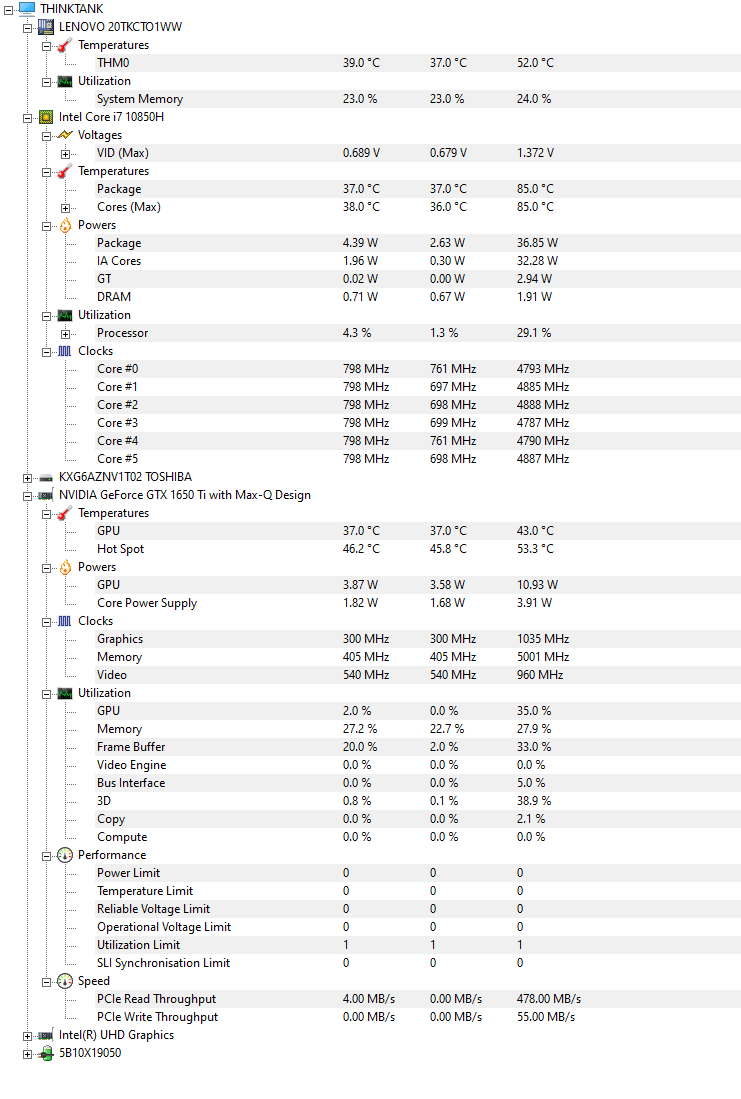 THINKTANK
LENOVO 20TKCTO1WW
Temperatures
THM0 39.0 °C 37.0 °C 52.0 °C
Utilization
System Memory 23.0 % 23.0 % 24.0 %
Intel Core i7 10850H
Voltages
VID (Max) 0.689 V 0.679 V 1.372 V
Temperatures
Package 37.0 °C 37.0 °C 85.0 °C
Cores (Max) 38.0 °C 36.0 °C 85.0 °C
Powers
Package 4.39 W 2.63 W 36.85 W
IA Cores 1.96 W 0.30 W 32.28 W
GT 0.02 W 0.00 W 2.94 W
DRAM 0.71 W 0.67 W 1.91 W
Utilization
Processor 4.3 % 1.3 % 29.1 %
Clocks
Core #0 798 MHz 761 MHz 4793 MHz
Core #1 798 MHz 697 MHz 4885 MHz
Core #2 798 MHz 698 MHz 4888 MHz
Core #3 798 MHz 699 MHz 4787 MHz
Core #4 798 MHz 761 MHz 4790 MHz
Core #5 798 MHz 698 MHz 4887 MHz
KXG6AZNV1T02 TOSHIBA
NVIDIA GeForce GTX 1650 Ti with Max-Q Design
Temperatures
GPU 37.0 °C 37.0 °C 43.0 °C
Hot Spot 46.2 °C 45.8 °C 53.3 °C
Powers
GPU 3.87 W 3.58 W 10.93 W
Core Power Supply 1.82 W 1.68 W 3.91 W
Clocks
Graphics 300 MHz 300 MHz 1035 MHz
Memory 405 MHz 405 MHz 5001 MHz
Video 540 MHz 540 MHz 960 MHz
Utilization
GPU 2.0 % 0.0 % 35.0 %
Memory 27.2 % 22.7 % 27.9 %
Frame Buffer 20.0 % 2.0 % 33.0 %
Video Engine 0.0 % 0.0 % 0.0 %
Bus Interface 0.0 % 0.0 % 5.0 %
3D 0.8 % 0.1 % 38.9 %
Copy 0.0 % 0.0 % 2.1 %
Compute 0.0 % 0.0 % 0.0 %
Performance
Power Limit 0 0 0
Temperature Limit 0 0 0
Reliable Voltage Limit 0 0 0
Operational Voltage Limit 0 0 0
Utilization Limit 1 1 1
SLI Synchronisation Limit 0 0 0
Speed
PCIe Read Throughput 4.00 MB/s 0.00 MB/s 478.00 MB/s
PCIe Write Throughput 0.00 MB/s 0.00 MB/s 55.00 MB/s
Intel(R) UHD Graphics
5B10X19050